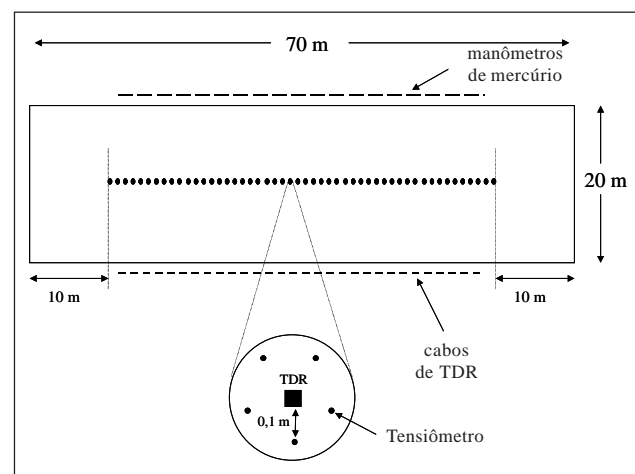 70 m
manômetros
de mercúrio
20 m
10 m
10 m
cabos
de TDR
TDR
0,1 m
Tensiômetro